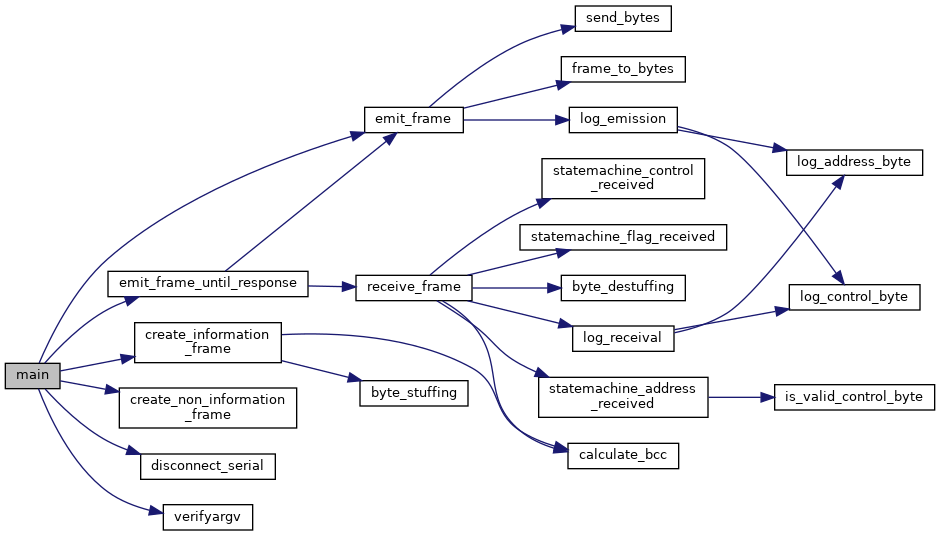 send_bytes
frame_to_bytes
emit_frame
log_emission
log_address_byte
statemachine_control
_received
statemachine_flag_received
emit_frame_until_response
receive_frame
byte_destuffing
log_control_byte
create_information
_frame
log_receival
main
byte_stuffing
statemachine_address
_received
is_valid_control_byte
create_non_information
_frame
calculate_bcc
disconnect_serial
verifyargv